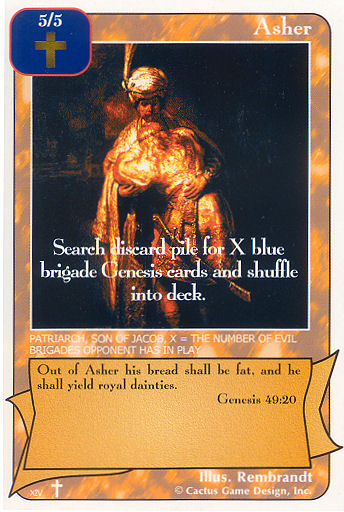 5/5
Asher
Search discard pile for X blue
brigade Genesis cards and shuffle
into deck.
PATRIARCH, SON OF JACOB, X = THE NUMBER OF EVIL
BRIGADES OPPONENT HAS IN PLAY
Out of Asher his bread shall be fat, and he
shall yield royal dainties.
Genesis 49:20
Illus. Rembrandt
XIV
© Cactus Game Design, Inc.